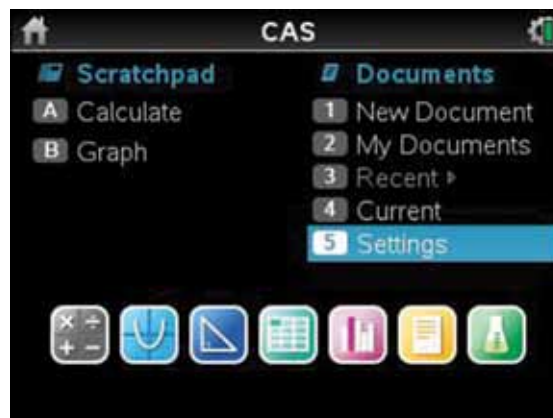 CAS
Scratchpad
A Calculate
B Graph
Documents
1 New Document
2 My Documents
3 Recent ▶
4 Current
5 Settings